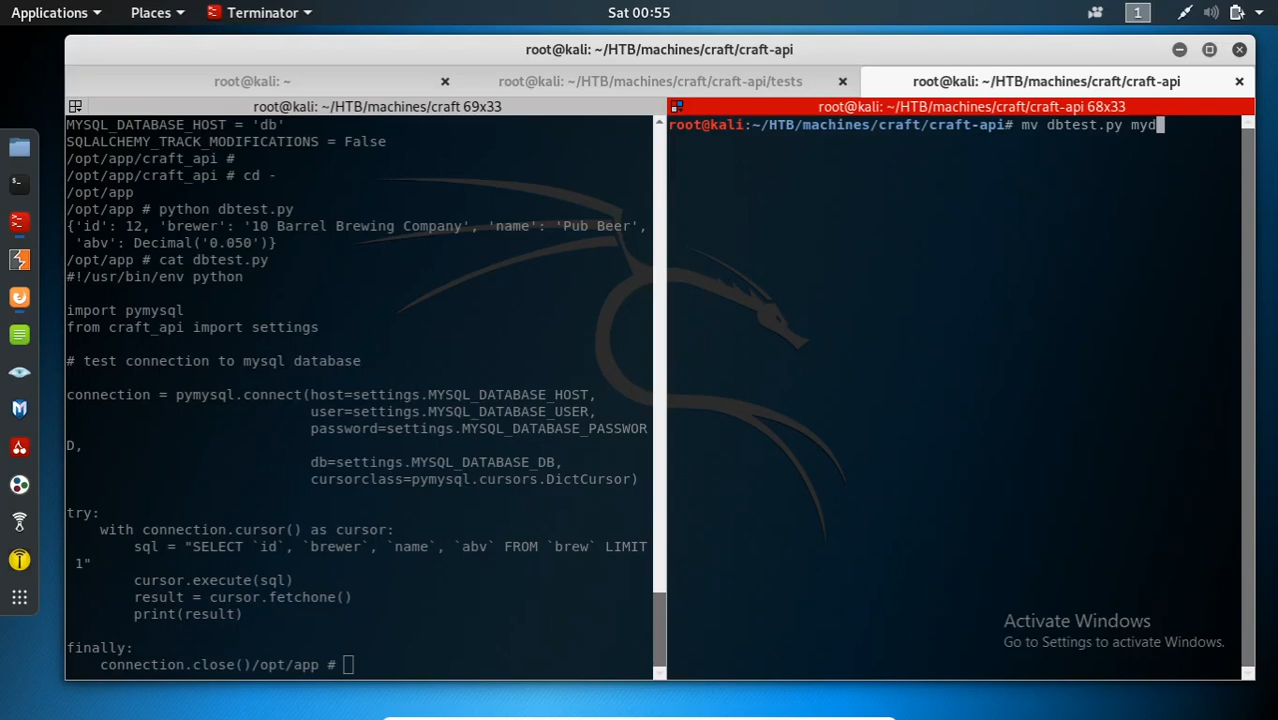 Applications Places Terminator Sat 00:55 1
root@kali: ~/HTB/machines/craft/craft-api
root@kali: ~ root@kali: ~/HTB/machines/craft/craft-api/tests root@kali: ~/HTB/machines/craft/craft-api
root@kali: ~/HTB/machines/craft 69x33
MYSQL_DATABASE_HOST = 'db'
SQLALCHEMY_TRACK_MODIFICATIONS = False
/opt/app/craft_api #
/opt/app/craft_api # cd -
/opt/app
/opt/app # python dbtest.py
{'id': 12, 'brewer': '10 Barrel Brewing Company', 'name': 'Pub Beer',
 'abv': Decimal('0.050')}
/opt/app # cat dbtest.py
#!/usr/bin/env python

import pymysql
from craft_api import settings

# test connection to mysql database

connection = pymysql.connect(host=settings.MYSQL_DATABASE_HOST,
                             user=settings.MYSQL_DATABASE_USER,
                             password=settings.MYSQL_DATABASE_PASSWOR
D,
                             db=settings.MYSQL_DATABASE_DB,
                             cursorclass=pymysql.cursors.DictCursor)

try:
    with connection.cursor() as cursor:
        sql = "SELECT `id`, `brewer`, `name`, `abv` FROM `brew` LIMIT
 1"
        cursor.execute(sql)
        result = cursor.fetchone()
        print(result)

finally:
    connection.close()/opt/app #
root@kali: ~/HTB/machines/craft/craft-api 68x33
root@kali:~/HTB/machines/craft/craft-api# mv dbtest.py myd
Activate Windows
Go to Settings to activate Windows.